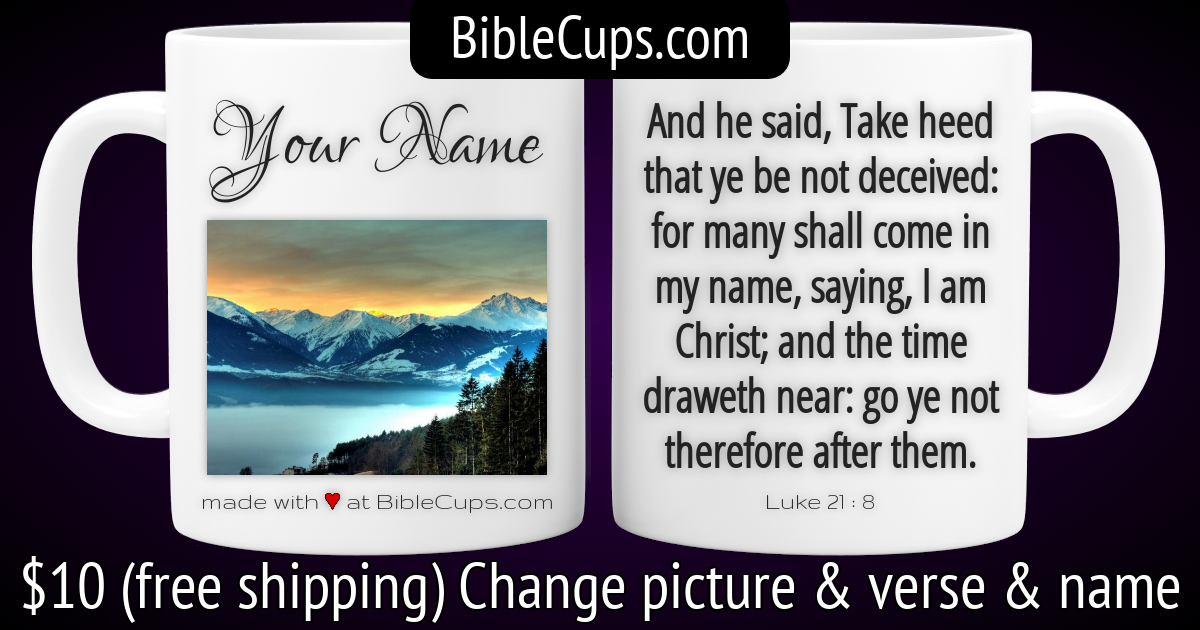 BibleCups.com
Your Name
made with ♥ at BibleCups.com
And he said, Take heed
that ye be not deceived:
for many shall come in
my name, saying, I am
Christ; and the time
draweth near: go ye not
therefore after them.
Luke 21 : 8
$10 (free shipping) Change picture & verse & name